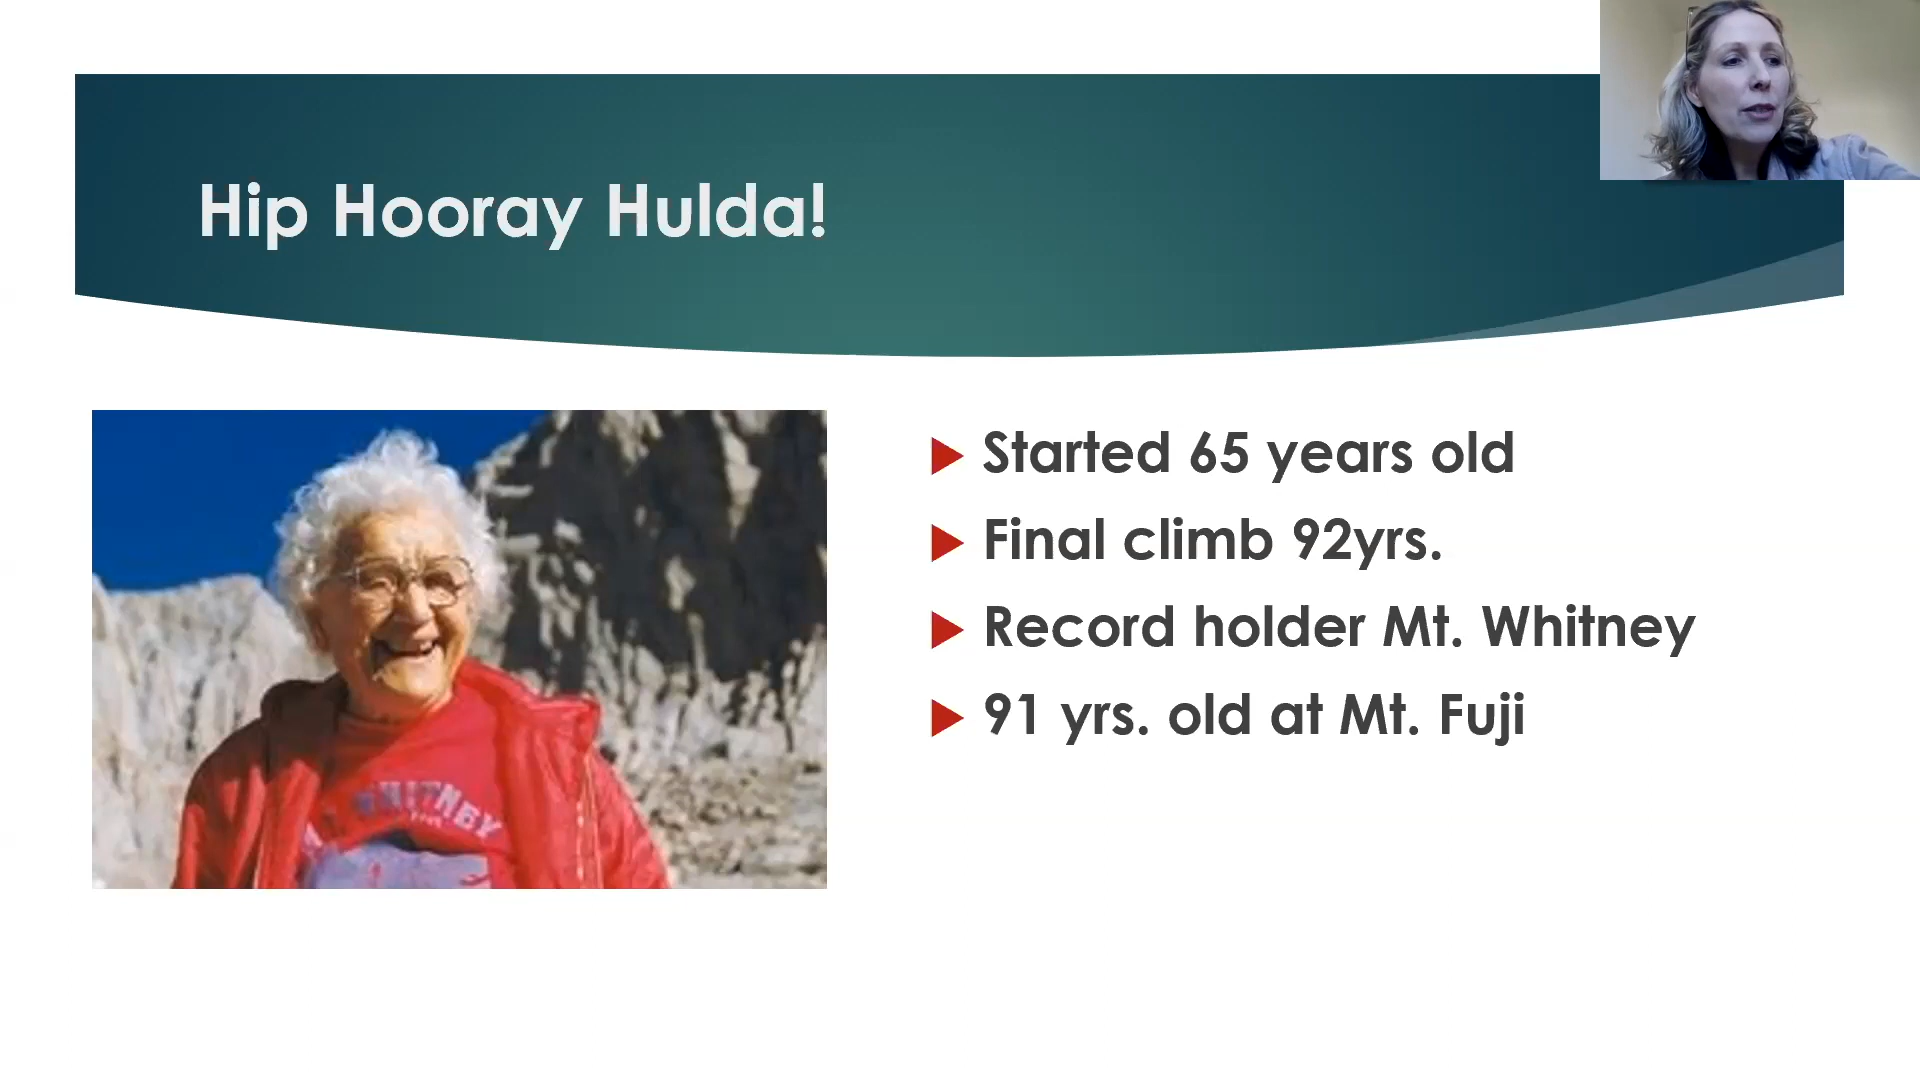 Hip Hooray Hulda!
Started 65 years old
Final climb 92yrs.
Record holder Mt. Whitney
91 yrs. old at Mt. Fuji
WHITNEY